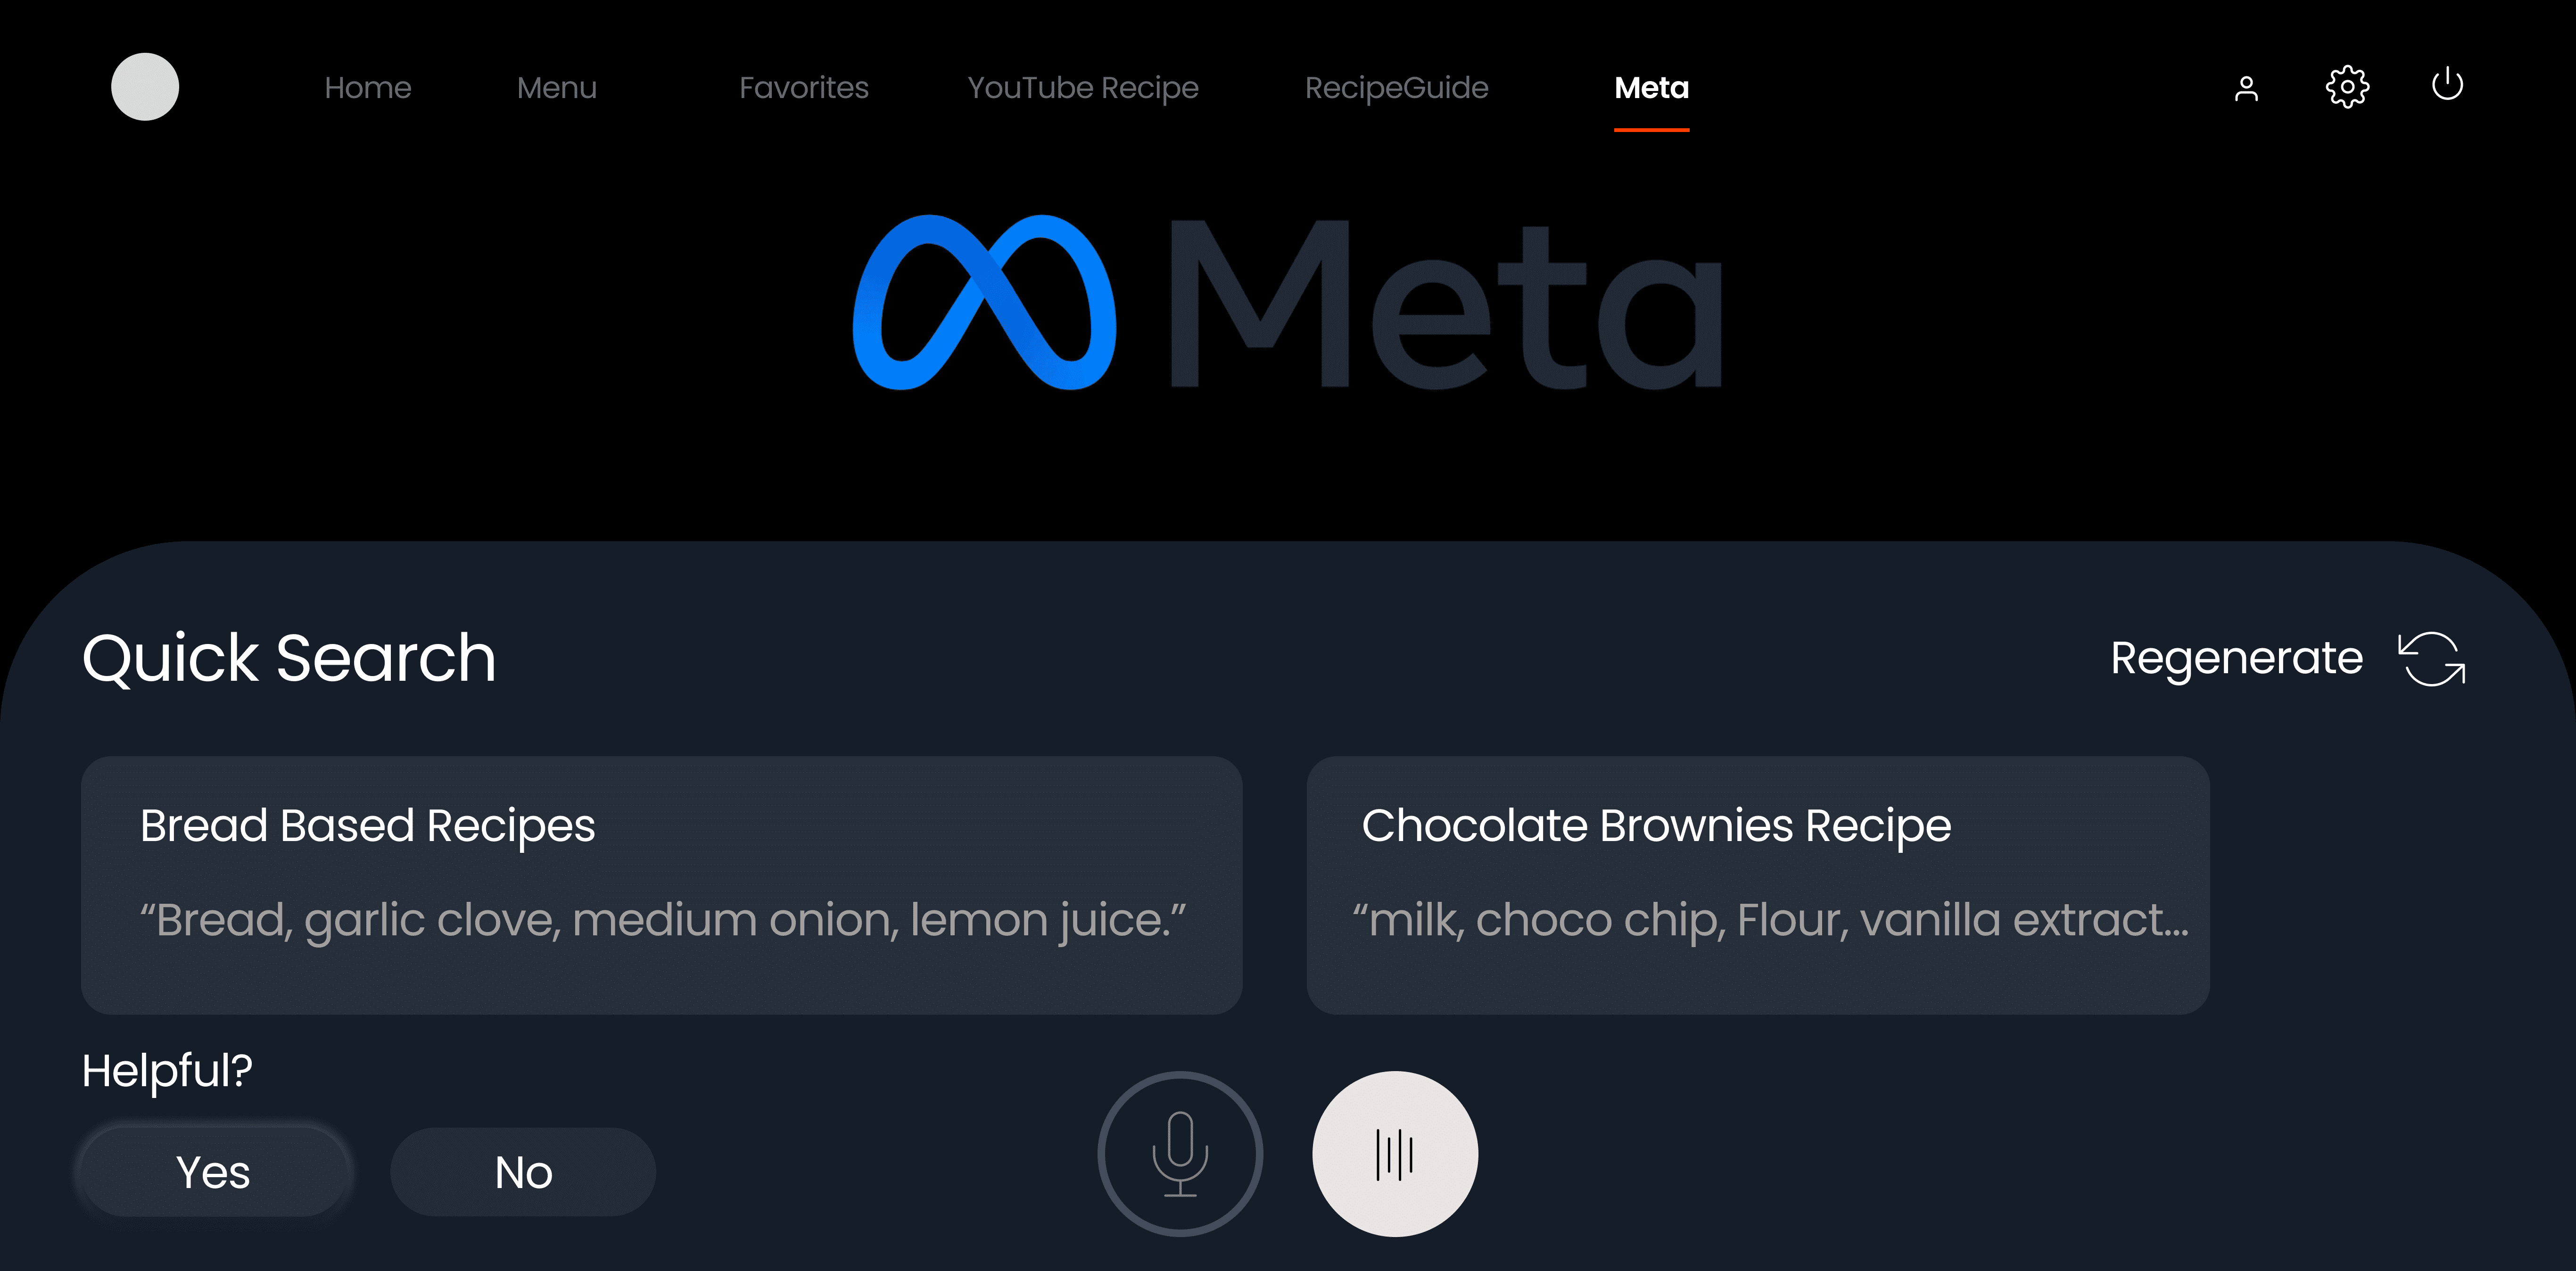 Home Menu Favorites YouTube Recipe RecipeGuide Meta
Meta
Quick Search
Regenerate
Bread Based Recipes
“Bread, garlic clove, medium onion, lemon juice.”
Chocolate Brownies Recipe
“milk, choco chip, Flour, vanilla extract...
Helpful?
Yes
No